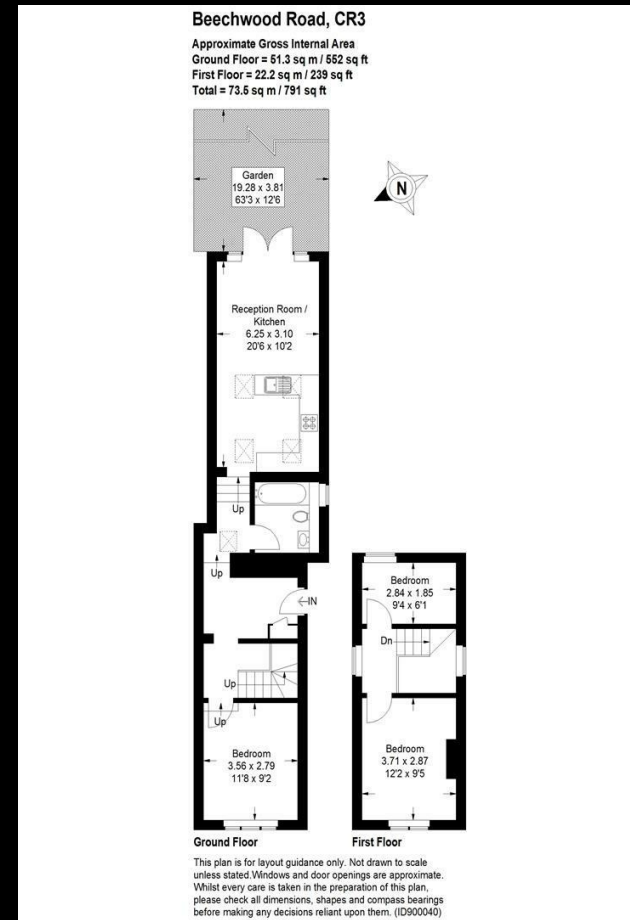 Beechwood Road, CR3
Approximate Gross Internal Area
Ground Floor = 51.3 sq m / 552 sq ft
First Floor = 22.2 sq m / 239 sq ft
Total = 73.5 sq m / 791 sq ft
Garden
19.28 x 3.81
63'3 x 12'6
N
Reception Room /
Kitchen
6.25 x 3.10
20'6 x 10'2
Up
Up
IN
Up
Up
Bedroom
3.56 x 2.79
11'8 x 9'2
Bedroom
2.84 x 1.85
9'4 x 6'1
Dn
Bedroom
3.71 x 2.87
12'2 x 9'5
Ground Floor
First Floor
This plan is for layout guidance only. Not drawn to scale
unless stated.Windows and door openings are approximate.
Whilst every care is taken in the preparation of this plan,
please check all dimensions, shapes and compass bearings
before making any decisions reliant upon them. (ID900040)